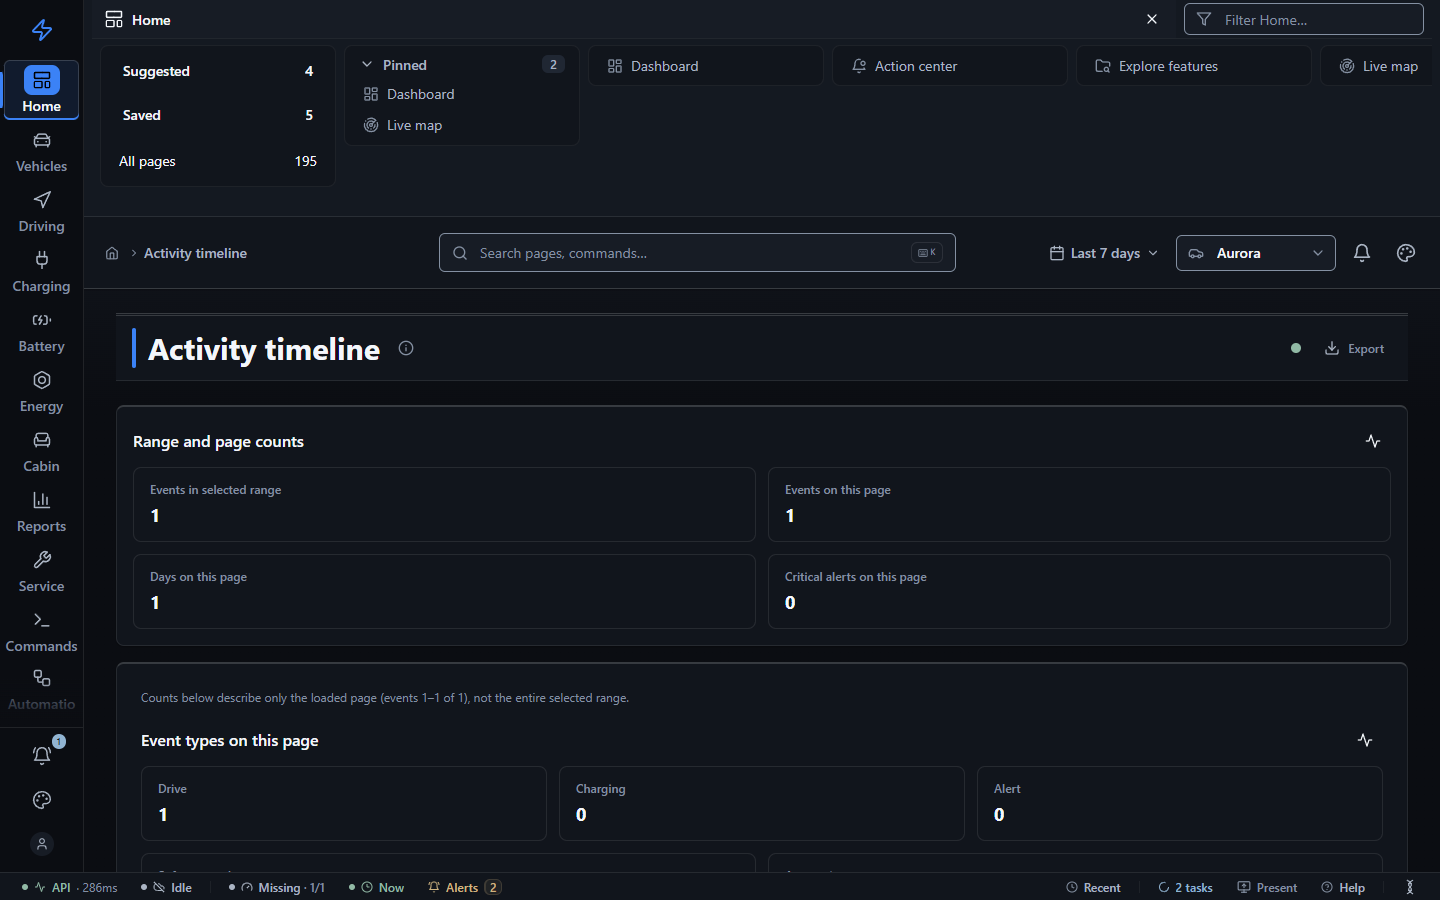 Home
Filter Home...
Home
Vehicles
Driving
Charging
Battery
Energy
Cabin
Reports
Service
Commands
Automatio
1
Suggested 4
Saved 5
All pages 195
Pinned 2
Dashboard
Live map
Dashboard
Action center
Explore features
Live map
Activity timeline
Search pages, commands...
K
Last 7 days
Aurora
Activity timeline
Export
Range and page counts
Events in selected range
1
Events on this page
1
Days on this page
1
Critical alerts on this page
0
Counts below describe only the loaded page (events 1–1 of 1), not the entire selected range.
Event types on this page
Drive
1
Charging
0
Alert
0
API · 286ms
Idle
Missing · 1/1
Now
Alerts 2
Recent
2 tasks
Present
Help